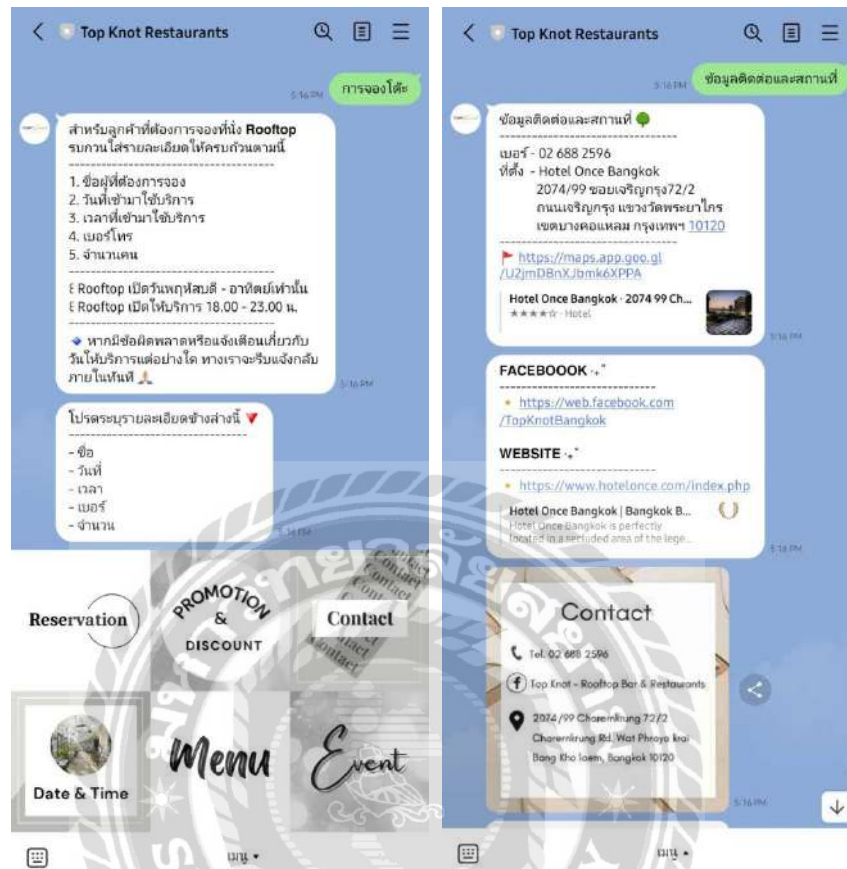 Top Knot Restaurants
5:16 PM
การจองโต๊ะ
สำหรับลูกค้าที่ต้องการจองที่นั่ง Rooftop
รบกวนใส่รายละเอียดให้ครบถ้วนตามนี้
------------------------------------
1. ชื่อผู้ที่ต้องการจอง
2. วันที่เข้ามาใช้บริการ
3. เวลาที่เข้ามาใช้บริการ
4. เบอร์โทร
5. จำนวนคน
------------------------------------
Rooftop เปิดวันพฤหัสบดี - อาทิตย์เท่านั้น
Rooftop เปิดให้บริการ 18.00 - 23.00 น.
------------------------------------
หากมีข้อผิดพลาดหรือแจ้งเตือนเกี่ยวกับ
วันให้บริการแต่อย่างใด ทางเราจะรีบแจ้งกลับ
ภายในทันที
5:16 PM
โปรดระบุรายละเอียดข้างล่างนี้
------------------------------
- ชื่อ
- วันที่
- เวลา
- เบอร์
- จำนวน
5:16 PM
Reservation
PROMOTION
&
DISCOUNT
Contact
Date & Time
Menu
Event
เมนู
Top Knot Restaurants
5:16 PM
ข้อมูลติดต่อและสถานที่
ข้อมูลติดต่อและสถานที่
------------------------------
เบอร์ - 02 688 2596
ที่ตั้ง - Hotel Once Bangkok
2074/99 ซอยเจริญกรุง72/2
ถนนเจริญกรุง แขวงวัดพระยาไกร
เขตบางคอแหลม กรุงเทพฯ 10120
------------------------------
https://maps.app.goo.gl
/U2jmDBnXJbmk6XPPA
Hotel Once Bangkok · 2074 99 Ch...
★★★★☆ · Hotel
5:16 PM
FACEBOOOK
---------------------------
https://web.facebook.com
/TopKnotBangkok
WEBSITE
---------------------------
https://www.hotelonce.com/index.php
Hotel Once Bangkok | Bangkok B...
Hotel Once Bangkok is perfectly
located in a secluded area of the lege...
5:16 PM
Contact
Tel. 02 688 2596
Top Knot - Rooftop Bar & Restaurants
2074/99 Charernkrung 72/2
Charernkrung Rd. Wat Phraya krai
Bang Kho laem, Bangkok 10120
5:16 PM
เมนู